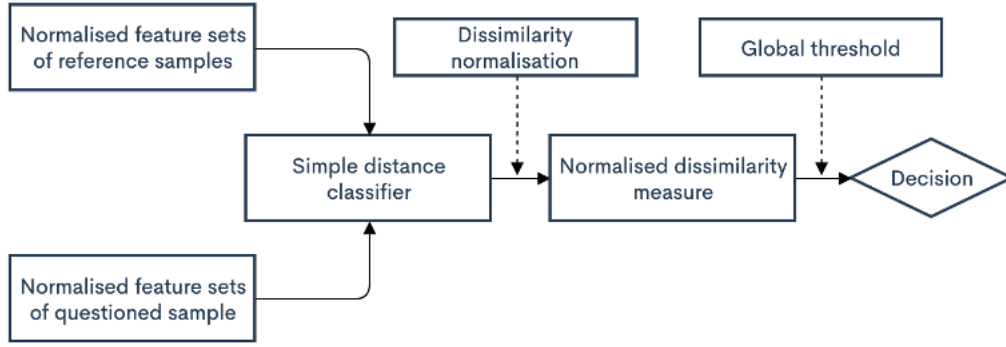 Normalised feature sets
of reference samples
Dissimilarity
normalisation
Global threshold
Simple distance
classifier
Normalised dissimilarity
measure
Decision
Normalised feature sets
of questioned sample